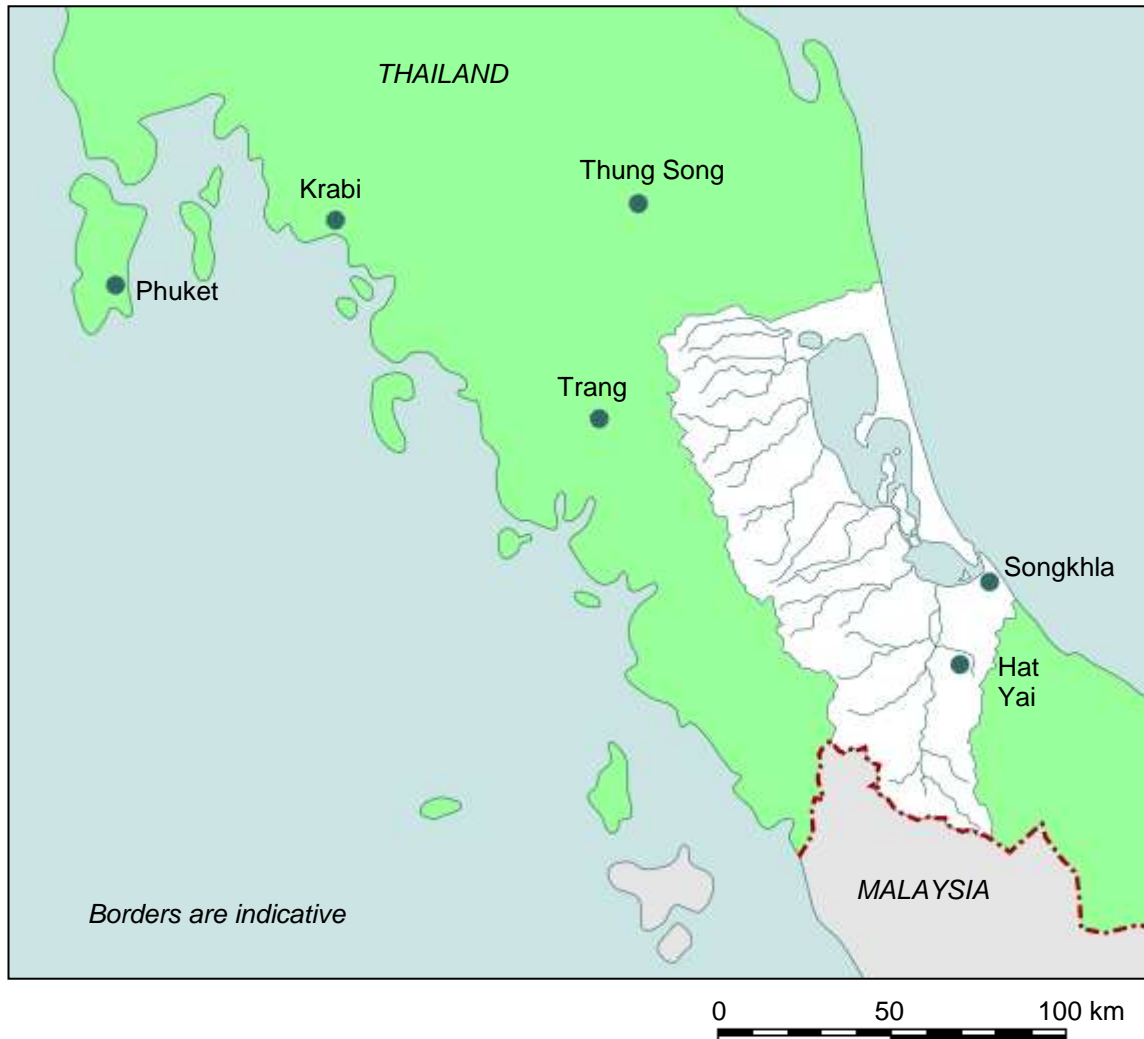 THAILAND
Thung Song
Krabi
Phuket
Trang
Songkhla
Hat
Yai
MALAYSIA
Borders are indicative
0 50 100 km